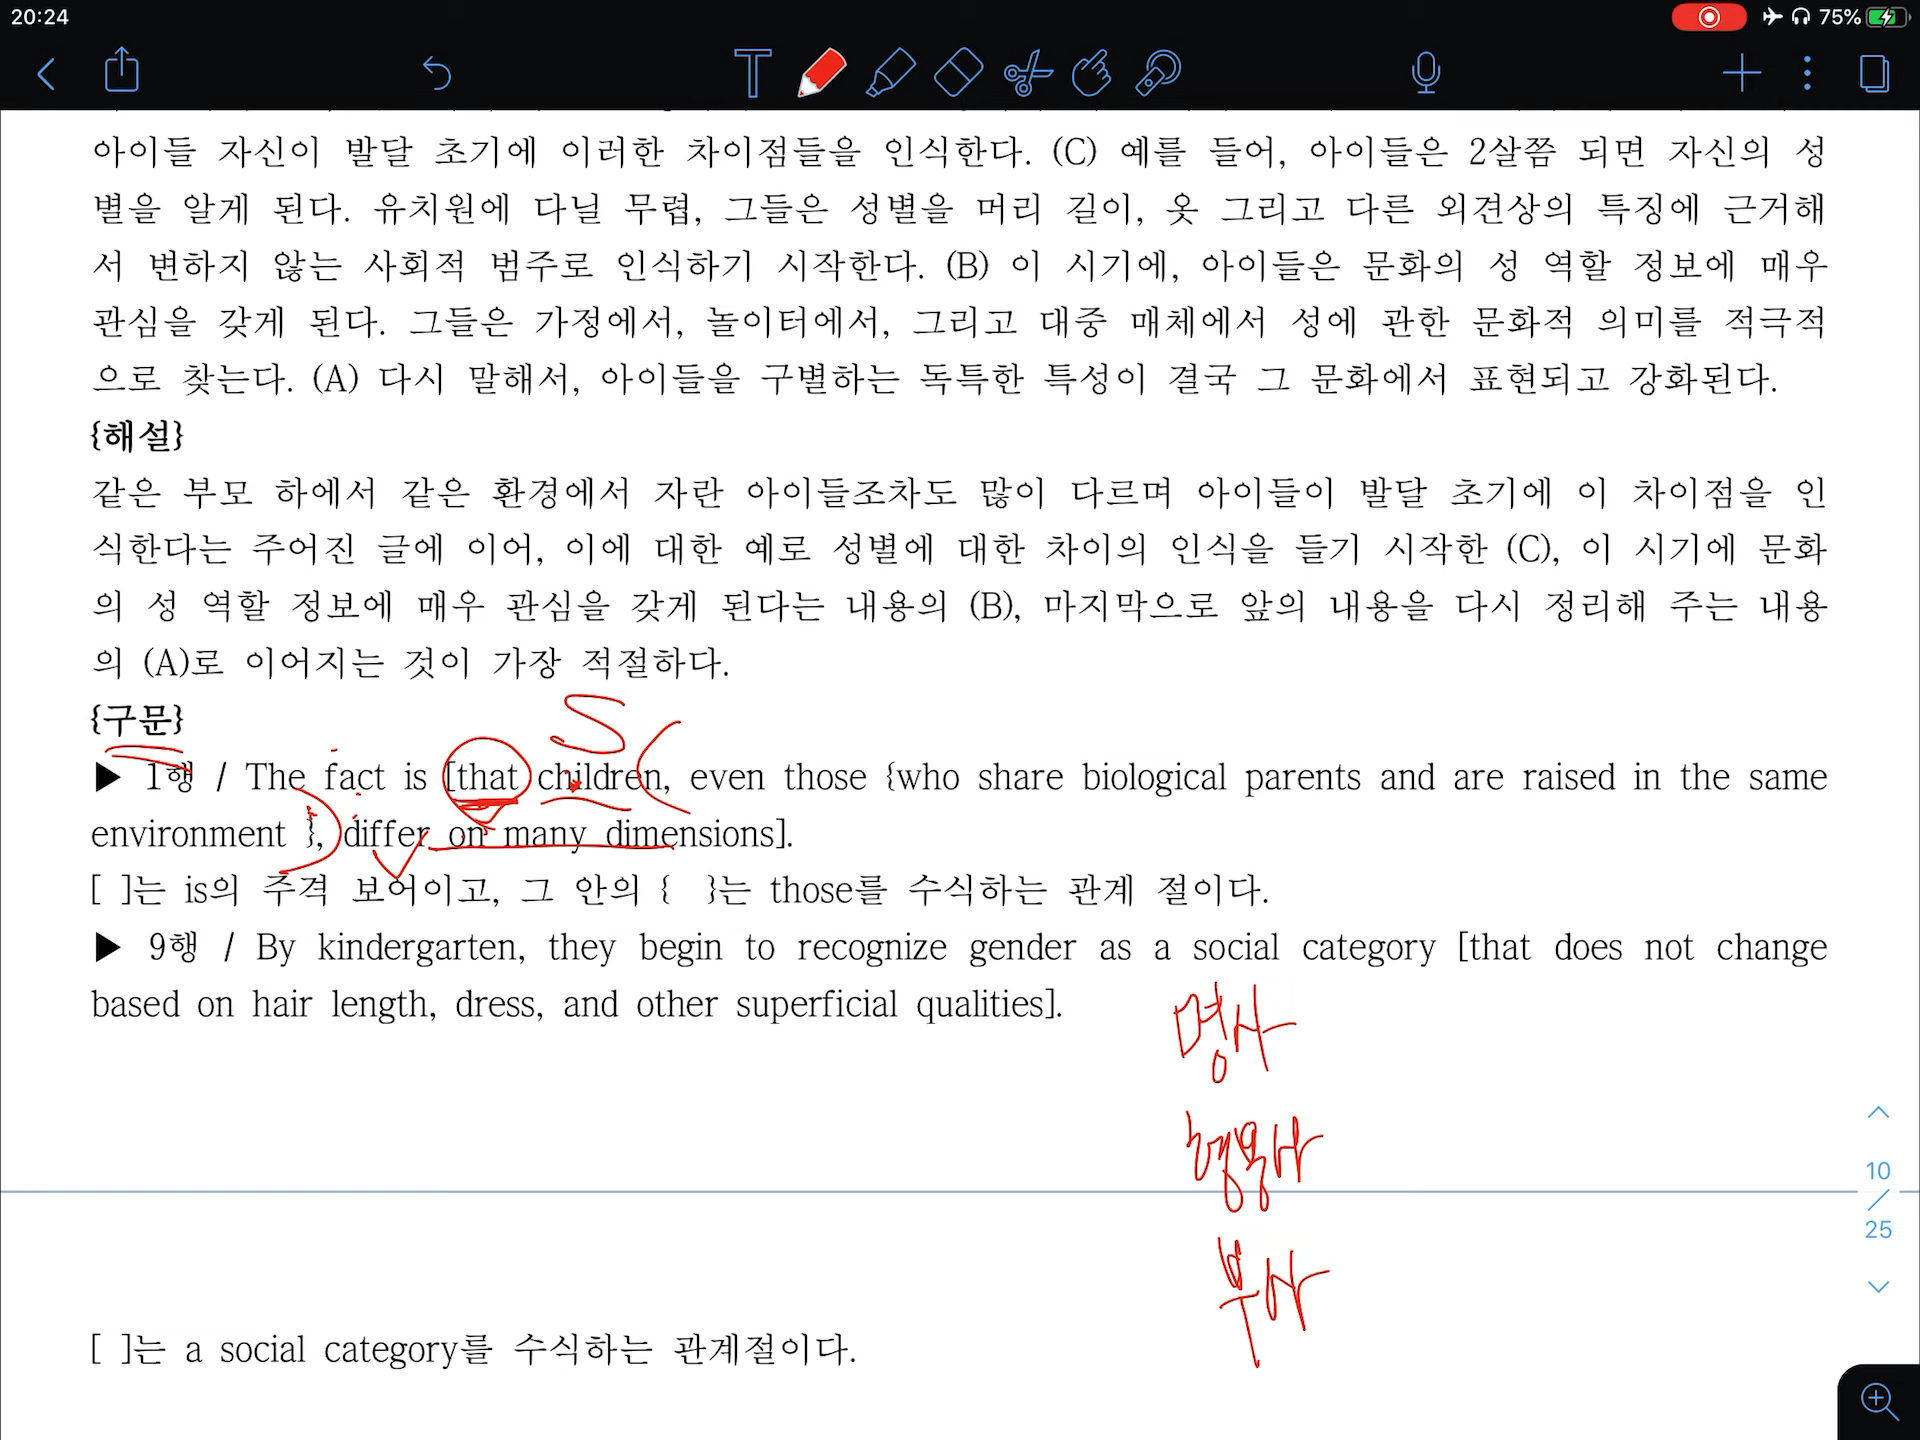 20:24
75%
아이들 자신이 발달 초기에 이러한 차이점들을 인식한다. (C) 예를 들어, 아이들은 2살쯤 되면 자신의 성
별을 알게 된다. 유치원에 다닐 무렵, 그들은 성별을 머리 길이, 옷 그리고 다른 외견상의 특징에 근거해
서 변하지 않는 사회적 범주로 인식하기 시작한다. (B) 이 시기에, 아이들은 문화의 성 역할 정보에 매우
관심을 갖게 된다. 그들은 가정에서, 놀이터에서, 그리고 대중 매체에서 성에 관한 문화적 의미를 적극적
으로 찾는다. (A) 다시 말해서, 아이들을 구별하는 독특한 특성이 결국 그 문화에서 표현되고 강화된다.
{해설}
같은 부모 하에서 같은 환경에서 자란 아이들조차도 많이 다르며 아이들이 발달 초기에 이 차이점을 인
식한다는 주어진 글에 이어, 이에 대한 예로 성별에 대한 차이의 인식을 들기 시작한 (C), 이 시기에 문화
의 성 역할 정보에 매우 관심을 갖게 된다는 내용의 (B), 마지막으로 앞의 내용을 다시 정리해 주는 내용
의 (A)로 이어지는 것이 가장 적절하다.
{구문}
S
▶ 1행 / The fact is [that children, even those {who share biological parents and are raised in the same
environment }, differ on many dimensions].
[ ]는 is의 주격 보어이고, 그 안의 { }는 those를 수식하는 관계 절이다.
▶ 9행 / By kindergarten, they begin to recognize gender as a social category [that does not change
based on hair length, dress, and other superficial qualities].
명사
형용사
부사
10
/
25
[ ]는 a social category를 수식하는 관계절이다.